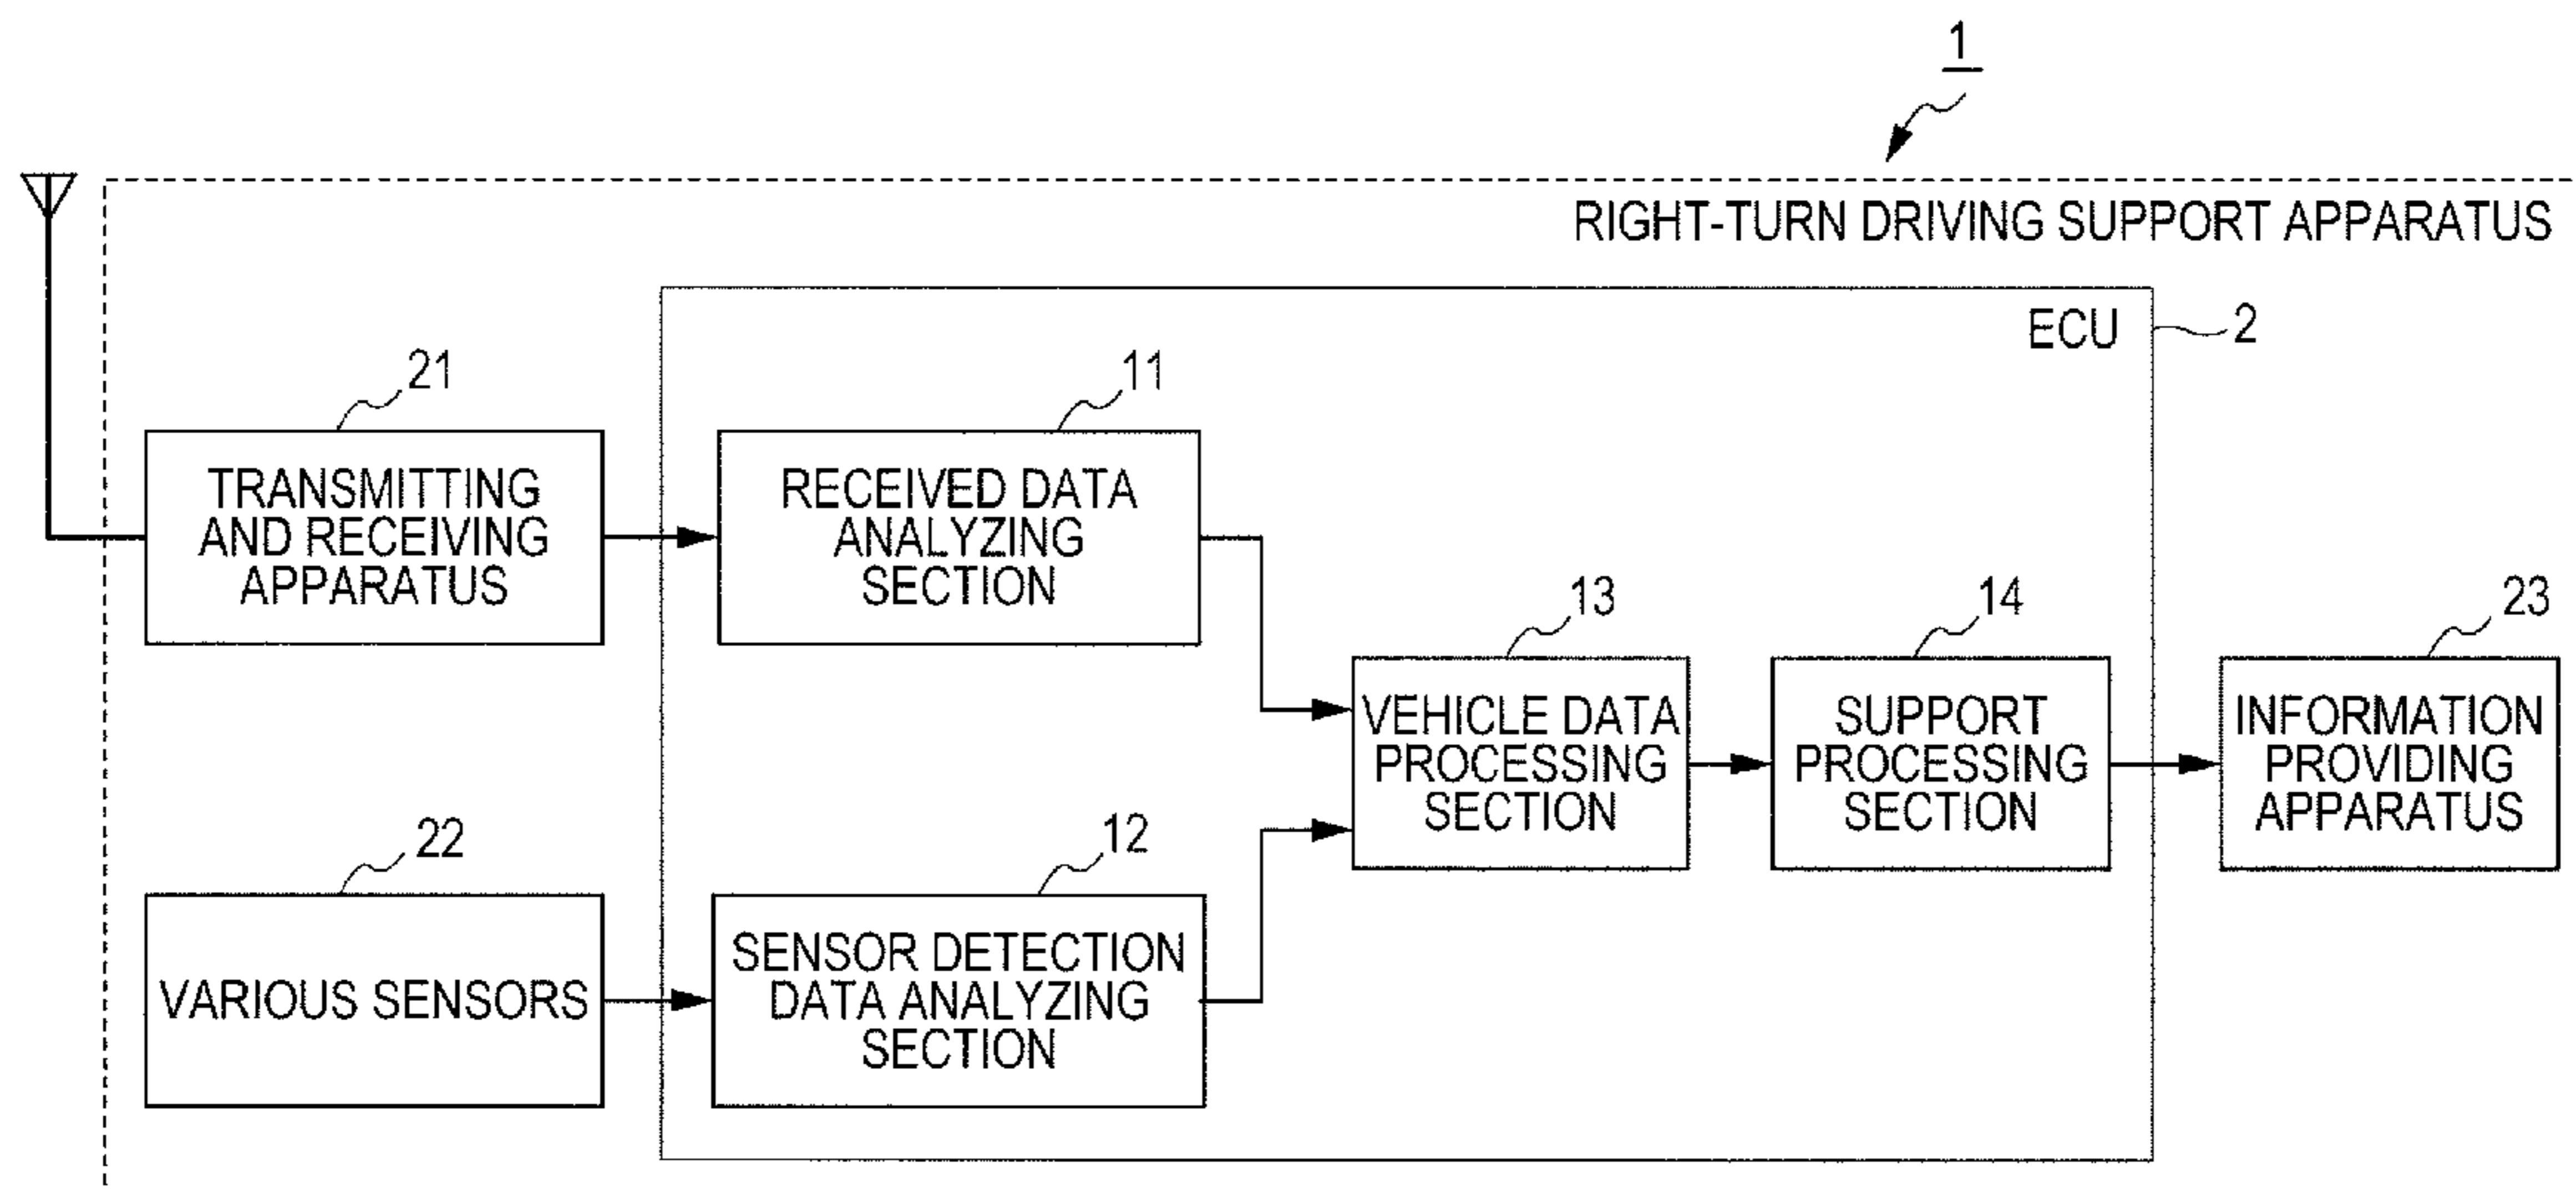 1
RIGHT-TURN DRIVING SUPPORT APPARATUS
ECU
2
21
TRANSMITTING
AND RECEIVING
APPARATUS
11
RECEIVED DATA
ANALYZING
SECTION
13
VEHICLE DATA
PROCESSING
SECTION
14
SUPPORT
PROCESSING
SECTION
23
INFORMATION
PROVIDING
APPARATUS
22
VARIOUS SENSORS
12
SENSOR DETECTION
DATA ANALYZING
SECTION